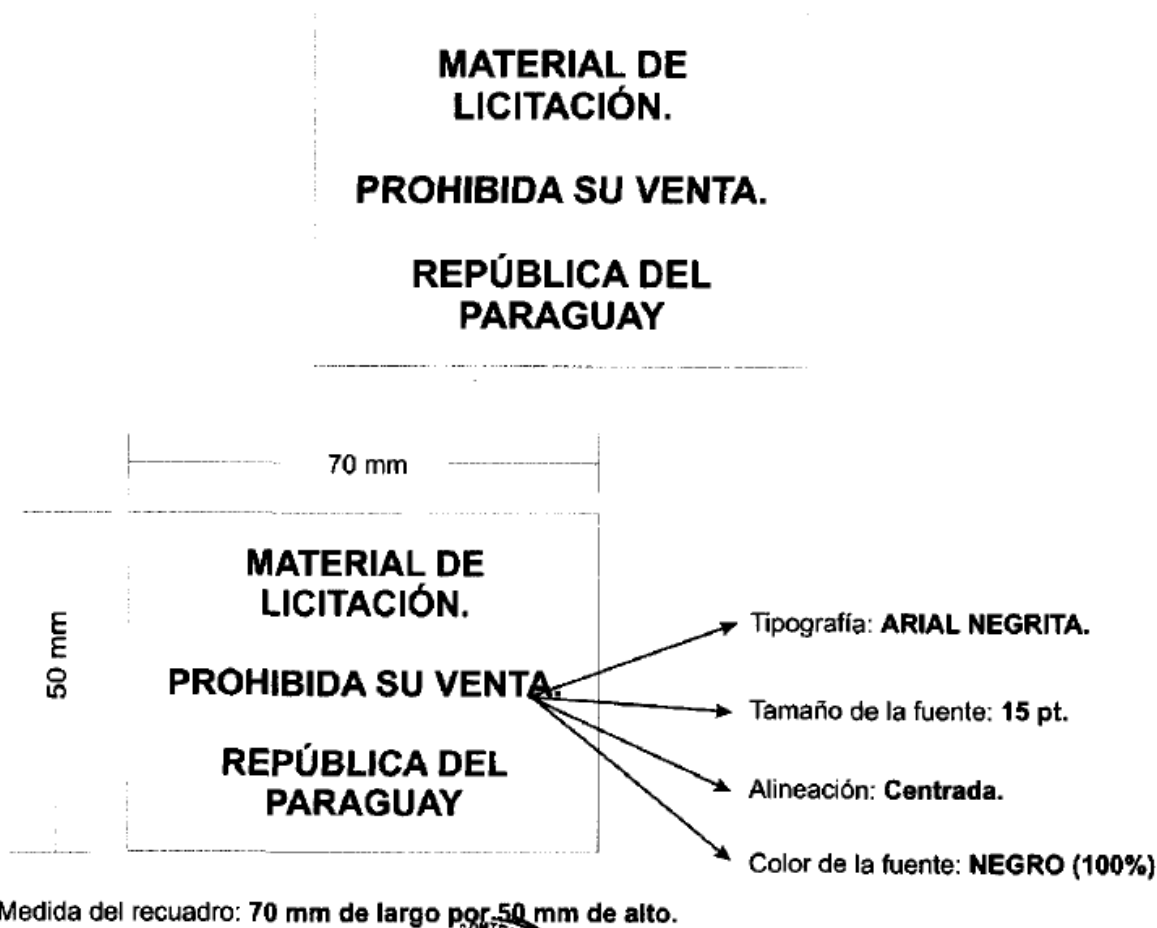 MATERIAL DE
LICITACIÓN.
PROHIBIDA SU VENTA.
REPÚBLICA DEL
PARAGUAY
70 mm
50 mm
MATERIAL DE
LICITACIÓN.
PROHIBIDA SU VENTA.
REPÚBLICA DEL
PARAGUAY
Tipografía: ARIAL NEGRITA.
Tamaño de la fuente: 15 pt.
Alineación: Centrada.
Color de la fuente: NEGRO (100%)
Medida del recuadro: 70 mm de largo por 50 mm de alto.